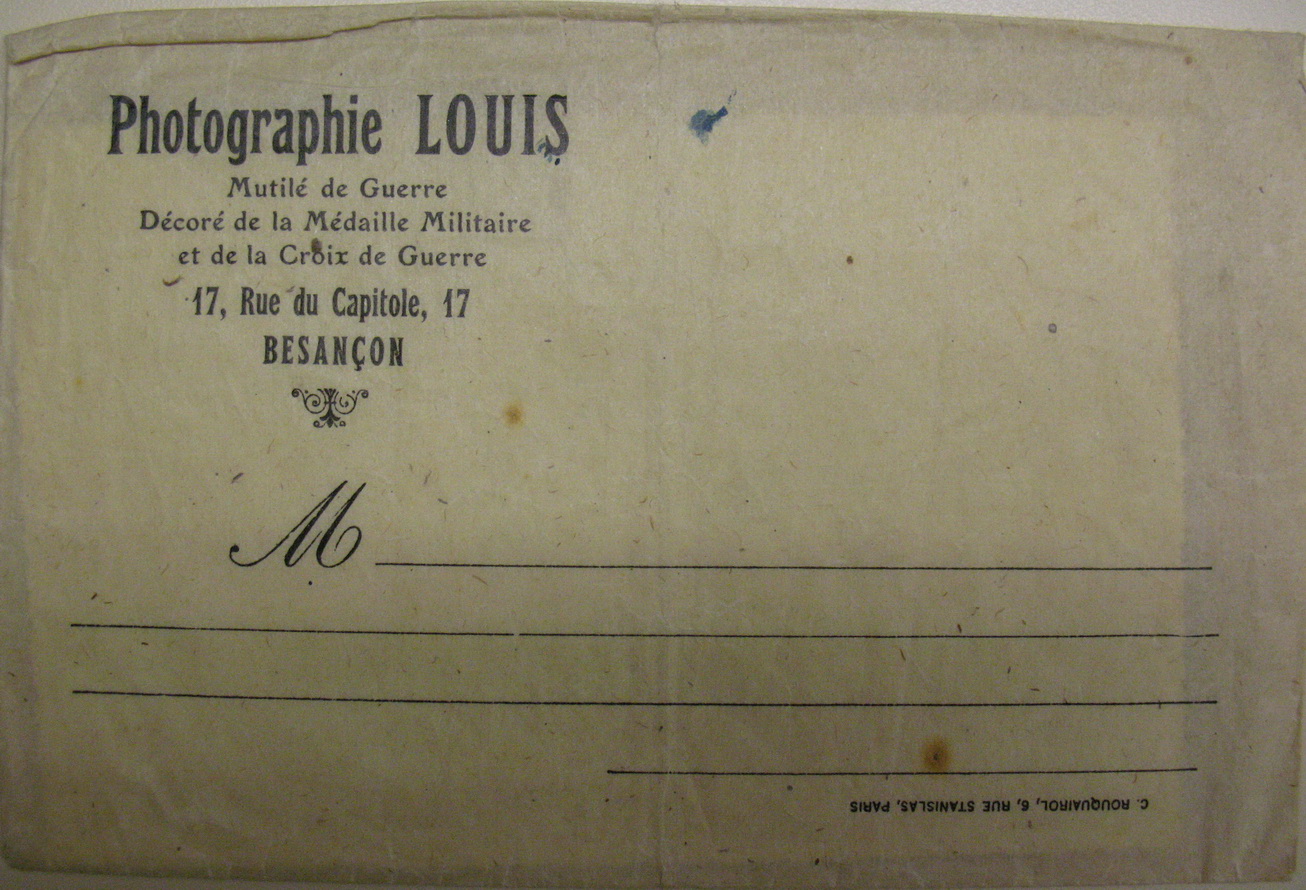 Photographie LOUIS
Mutilé de Guerre
Décoré de la Médaille Militaire
et de la Croix de Guerre
17, Rue du Capitole, 17
BESANÇON
M
C. ROUQUAIROL, 6, RUE STANISLAS, PARIS